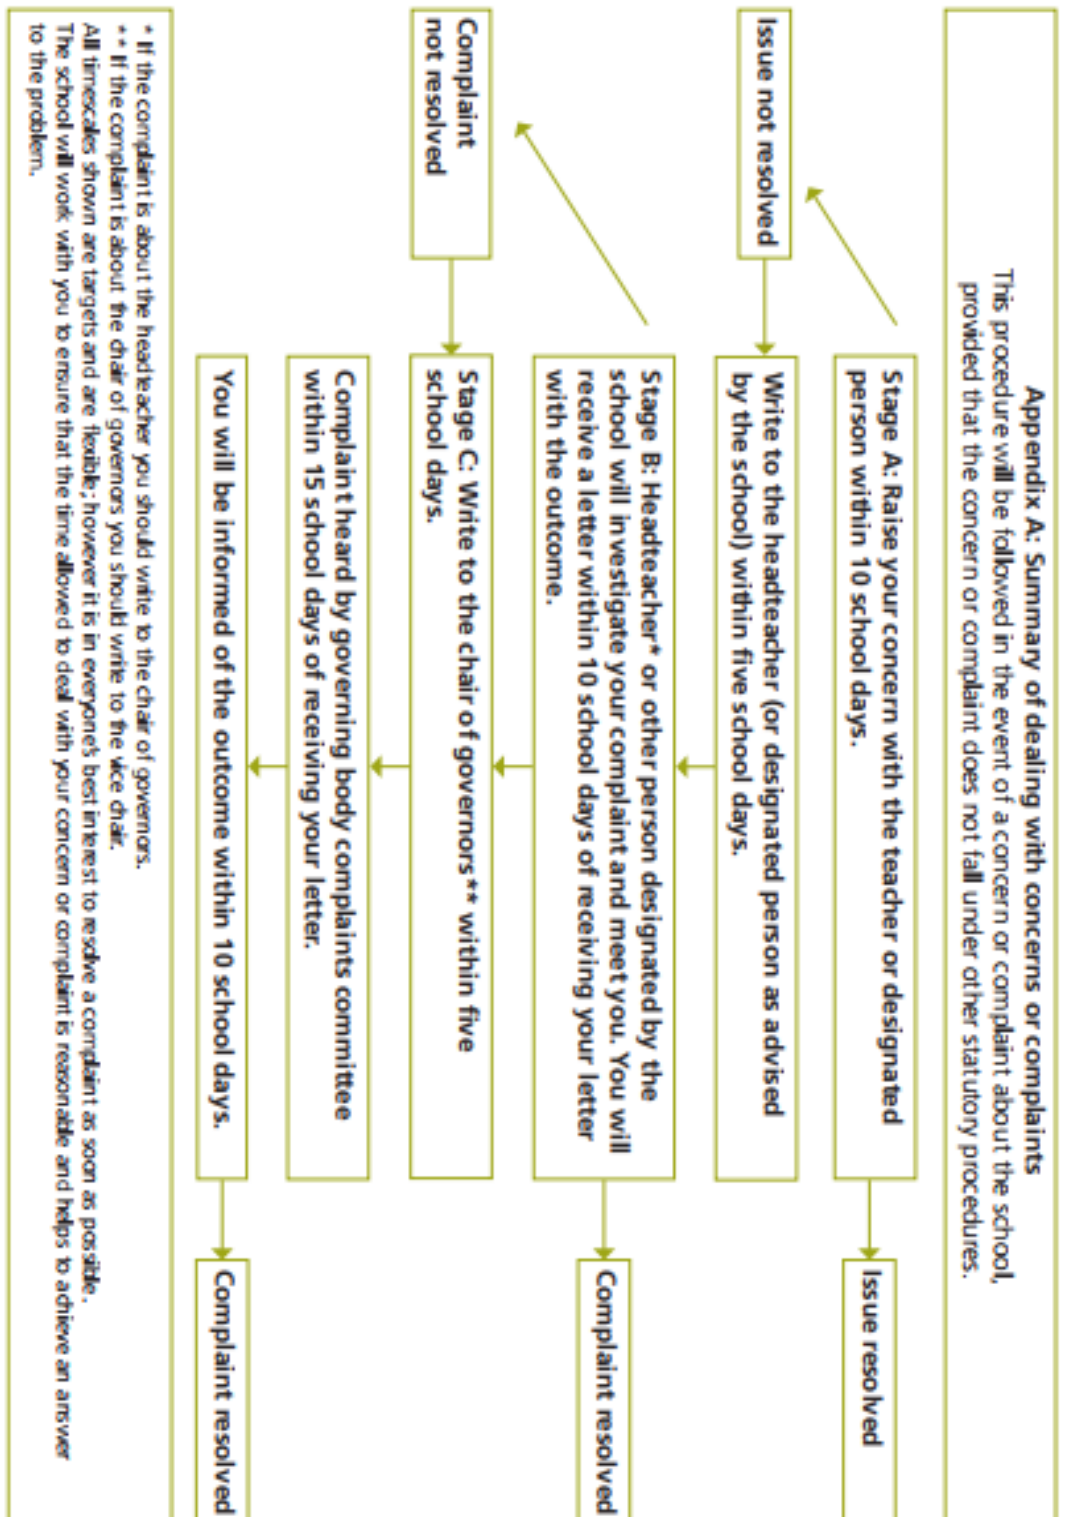 Appendix A: Summary of dealing with concerns or complaints
This procedure will be followed in the event of a concern or complaint about the school,
provided that the concern or complaint does not fall under other statutory procedures.
Stage A: Raise your concern with the teacher or designated
person within 10 school days.
Issue resolved
Issue not resolved
Write to the headteacher (or designated person as advised
by the school) within five school days.
Stage B: Headteacher* or other person designated by the
school will investigate your complaint and meet you. You will
receive a letter within 10 school days of receiving your letter
with the outcome.
Complaint resolved
Complaint
not resolved
Stage C: Write to the chair of governors** within five
school days.
Complaint heard by governing body complaints committee
within 15 school days of receiving your letter.
You will be informed of the outcome within 10 school days.
Complaint resolved
* If the complaint is about the headteacher you should write to the chair of governors.
** If the complaint is about the chair of governors you should write to the vice chair.
All timescales shown are targets and are flexible; however it is in everyone's best interest to resolve a complaint as soon as possible.
The school will work with you to ensure that the time allowed to deal with your concern or complaint is reasonable and helps to achieve an answer
to the problem.